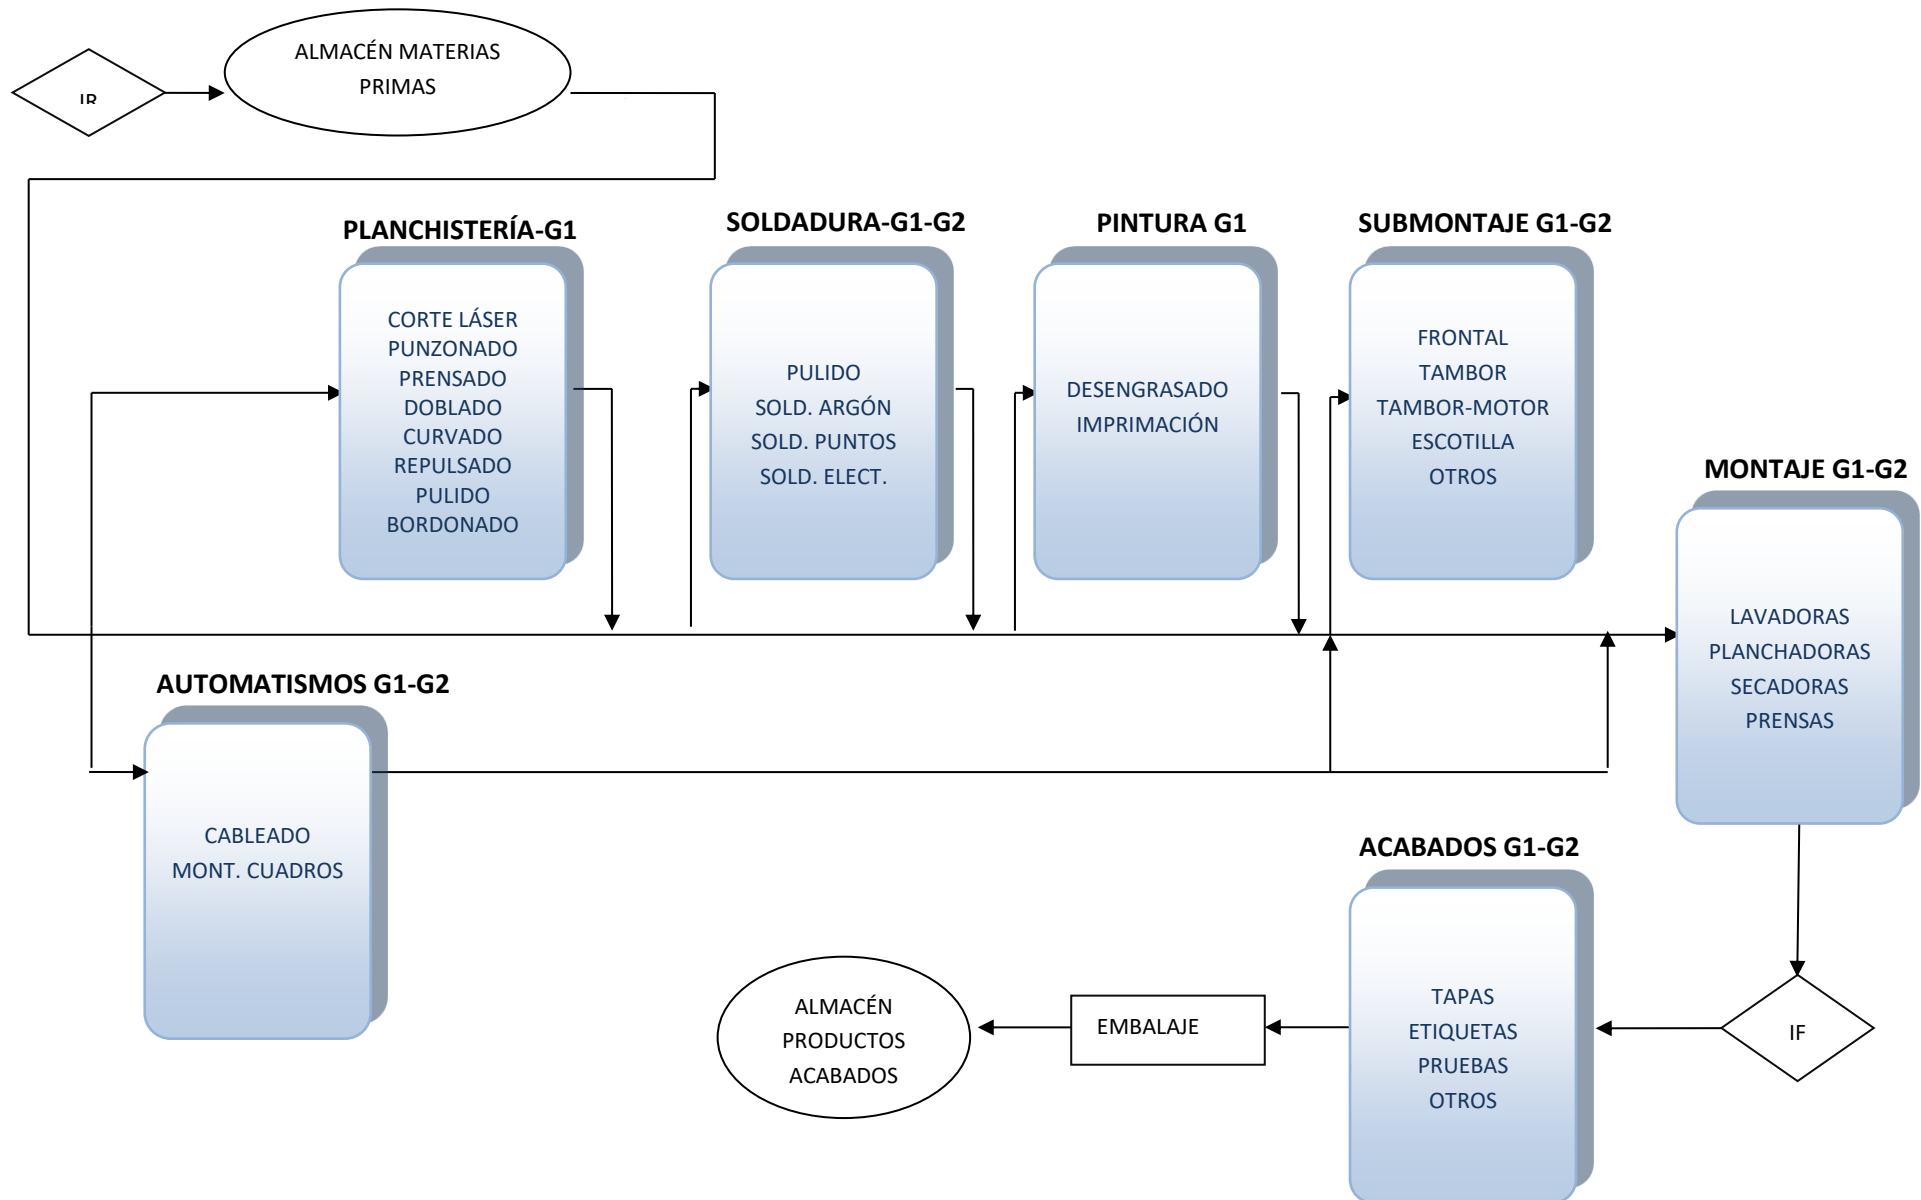 ALMACÉN MATERIAS
PRIMAS
PLANCHISTERÍA-G1
CORTE LÁSER
PUNZONADO
PRENSADO
DOBLADO
CURVADO
REPULSADO
PULIDO
BORDONADO
SOLDADURA-G1-G2
PULIDO
SOLD. ARGÓN
SOLD. PUNTOS
SOLD. ELECT.
PINTURA G1
DESENGRASADO
IMPRIMACIÓN
SUBMONTAJE G1-G2
FRONTAL
TAMBOR
TAMBOR-MOTOR
ESCOTILLA
OTROS
MONTAJE G1-G2
LAVADORAS
PLANCHADORAS
SECADORAS
PRENSAS
AUTOMATISMOS G1-G2
CABLEADO
MONT. CUADROS
ACABADOS G1-G2
TAPAS
ETIQUETAS
PRUEBAS
OTROS
IF
EMBALAJE
ALMACÉN
PRODUCTOS
ACABADOS